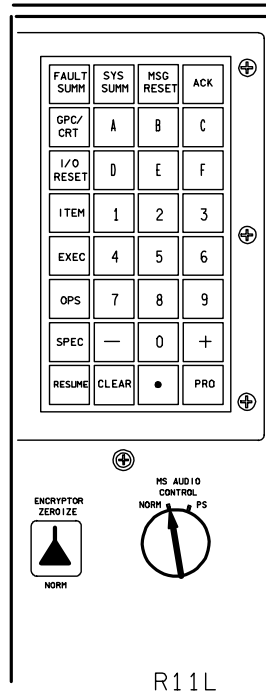 FAULT SUMM SYS SUMM MSG RESET ACK
GPC/ CRT A B C
I/O RESET D E F
ITEM 1 2 3
EXEC 4 5 6
OPS 7 8 9
SPEC — 0 +
RESUME CLEAR • PRO
MS AUDIO
CONTROL
NORM PS
ENCRYPTOR
ZEROIZE
NORM
R11L